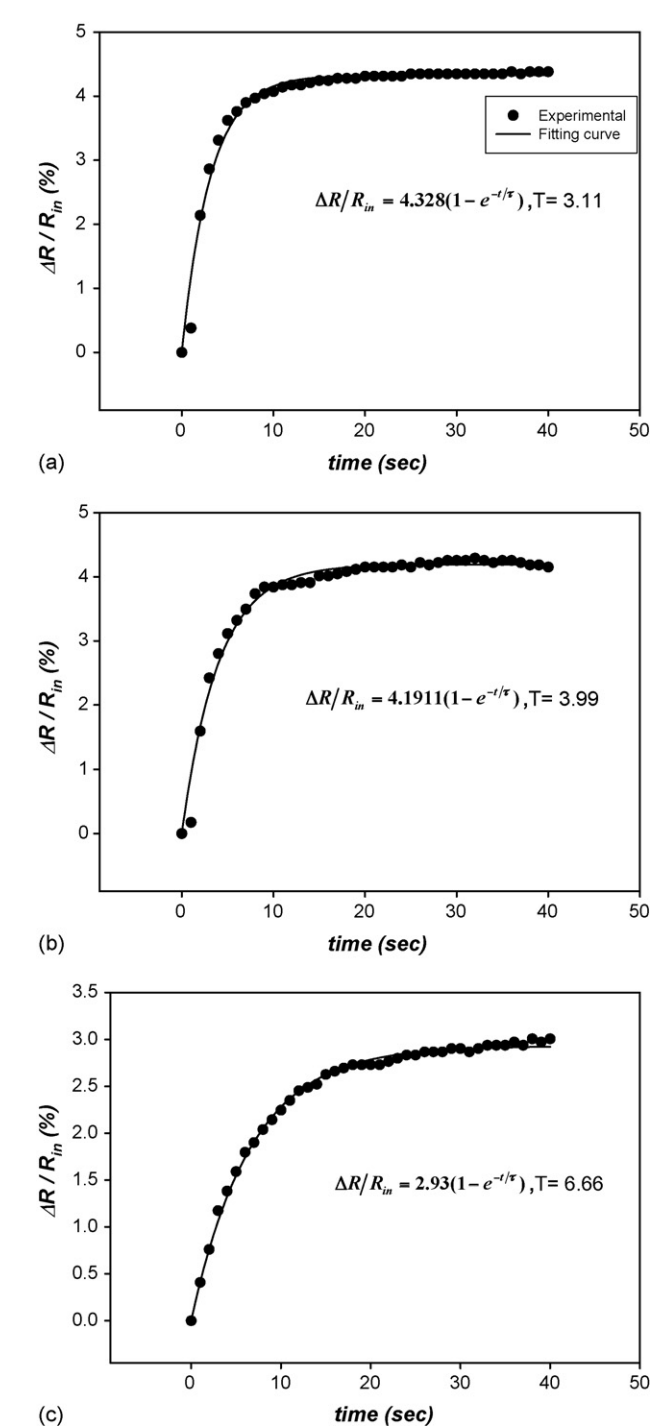 5
4
3
2
1
0
ΔR / R_in (%)
Experimental
Fitting curve
ΔR/R_in = 4.328(1 − e^{−t/τ}) ,T= 3.11
0 10 20 30 40 50
(a)
time (sec)
5
4
3
2
1
0
ΔR / R_in (%)
ΔR/R_in = 4.1911(1 − e^{−t/τ}) ,T= 3.99
0 10 20 30 40 50
(b)
time (sec)
3.5
3.0
2.5
2.0
1.5
1.0
0.5
0.0
ΔR / R_in (%)
ΔR/R_in = 2.93(1 − e^{−t/τ}) ,T= 6.66
0 10 20 30 40 50
(c)
time (sec)